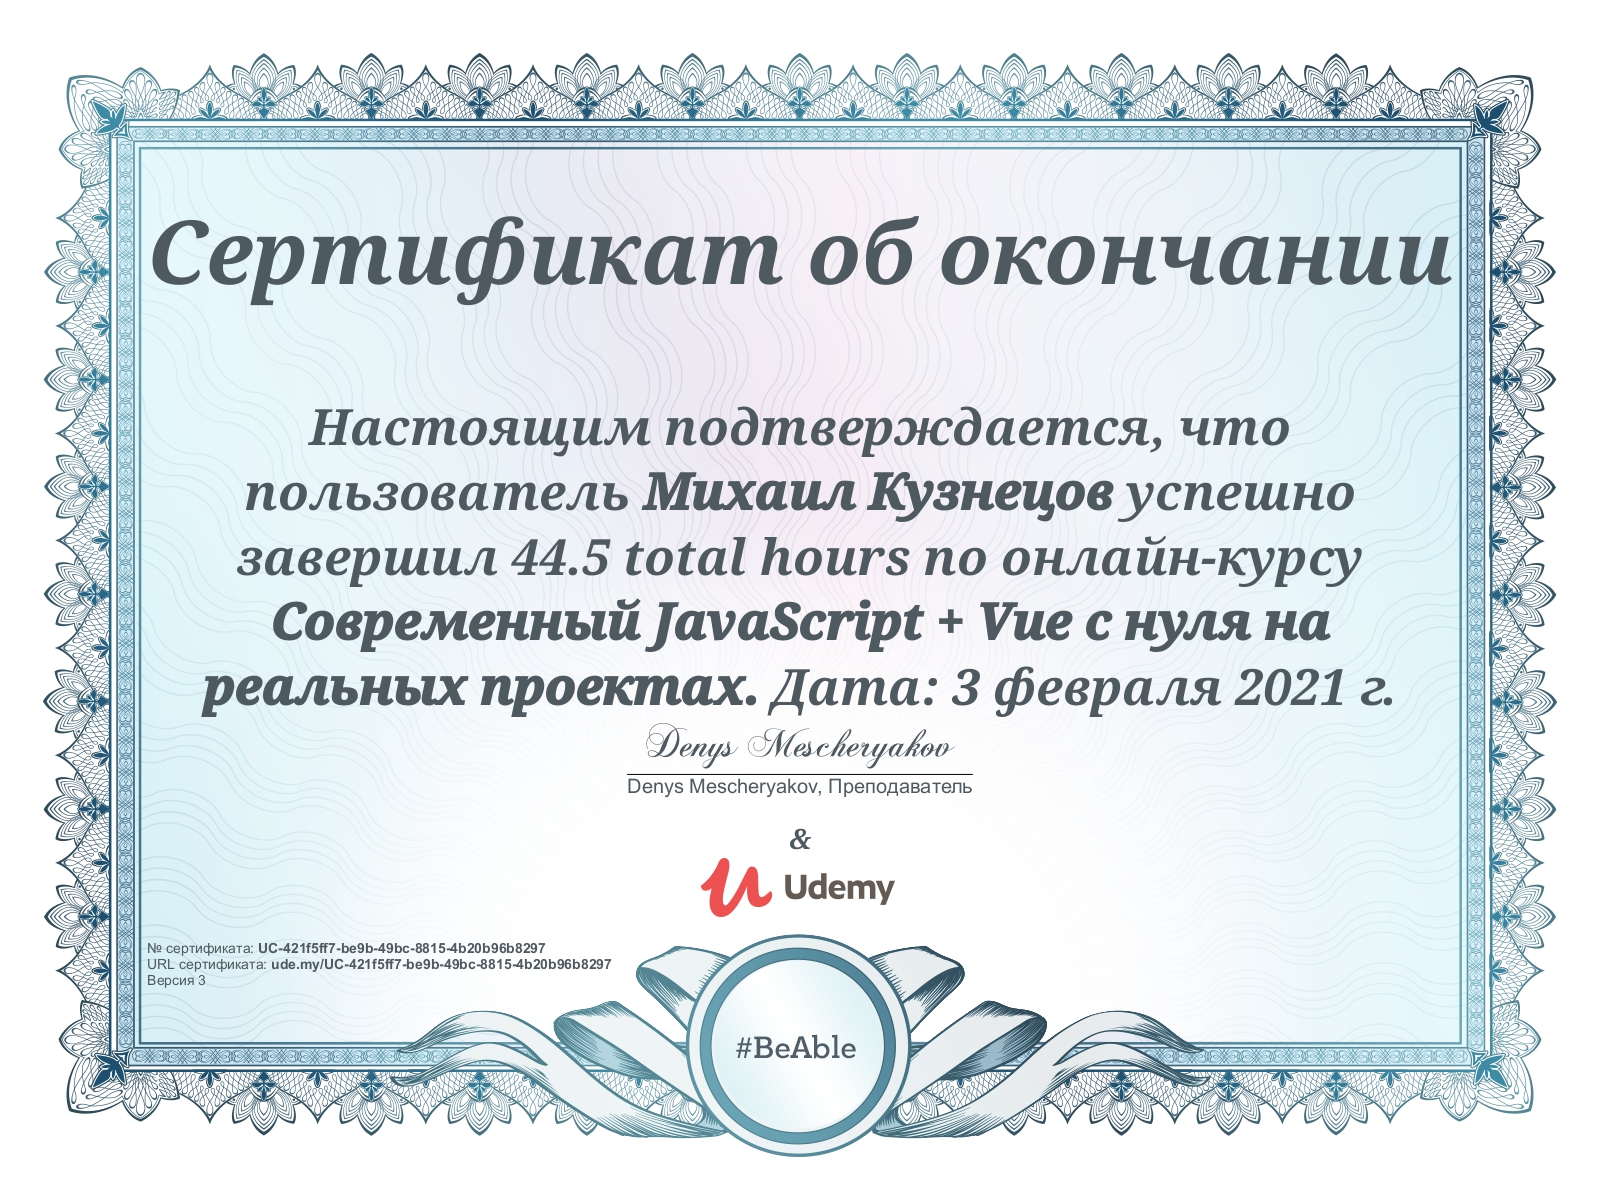 Сертификат об окончании
Настоящим подтверждается, что
пользователь Михаил Кузнецов успешно
завершил 44.5 total hours по онлайн-курсу
Современный JavaScript + Vue с нуля на
реальных проектах. Дата: 3 февраля 2021 г.
Denys Mescheryakov
Denys Mescheryakov, Преподаватель
&
Udemy
№ сертификата: UC-421f5ff7-be9b-49bc-8815-4b20b96b8297
URL сертификата: ude.my/UC-421f5ff7-be9b-49bc-8815-4b20b96b8297
Версия 3
#BeAble